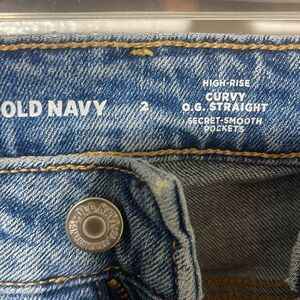 OLD NAVY
2
HIGH-RISE
CURVY
O.G. STRAIGHT
SECRET-SMOOTH
POCKETS
OLD NAVY